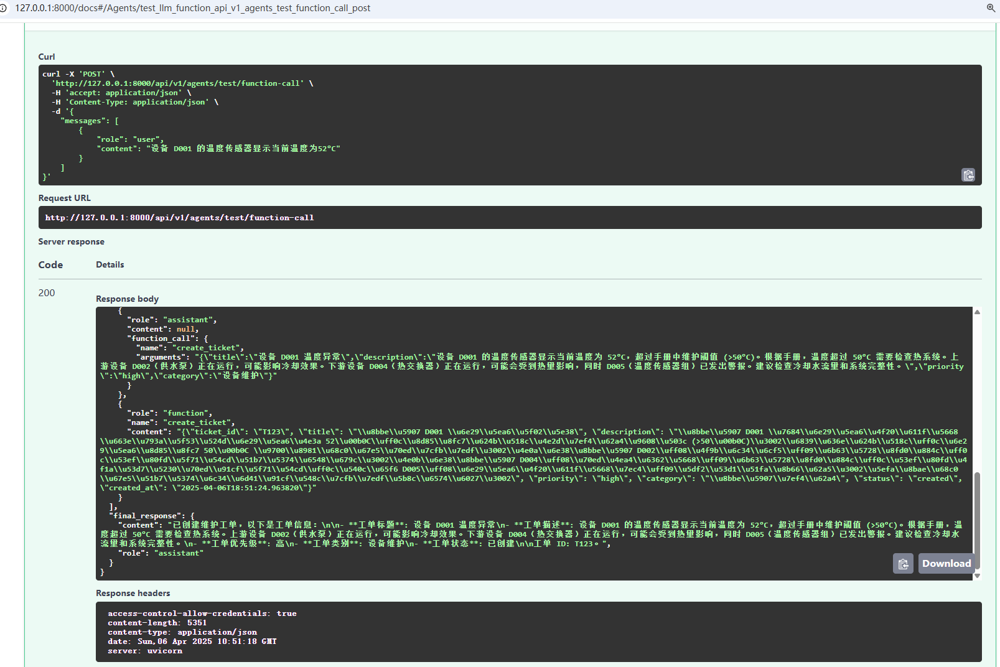 127.0.0.1:8000/docs#/Agents/test_llm_function_api_v1_agents_test_function_call_post
Curl
curl -X 'POST' \
  'http://127.0.0.1:8000/api/v1/agents/test/function-call' \
  -H 'accept: application/json' \
  -H 'Content-Type: application/json' \
  -d '{
    "messages": [
        {
            "role": "user",
            "content": "设备 D001 的温度传感器显示当前温度为52°C"
        }
    ]
}'
Request URL
http://127.0.0.1:8000/api/v1/agents/test/function-call
Server response
Code Details
200
Response body
    {
      "role": "assistant",
      "content": null,
      "function_call": {
        "name": "create_ticket",
        "arguments": "{\"title\":\"设备 D001 温度异常\",\"description\":\"设备 D001 的温度传感器显示当前温度为 52°C，超过手册中维护阈值 (>50°C)。根据手册，温度超过 50°C 需要检查热系统。上
游设备 D002（供水泵）正在运行，可能影响冷却效果。下游设备 D004（热交换器）正在运行，可能会受到热量影响，同时 D005（温度传感器组）已发出警报。建议检查冷却水流量和系统完整性。\",\"priority
\":\"high\",\"category\":\"设备维护\"}"
      }
    },
    {
      "role": "function",
      "name": "create_ticket",
      "content": "{\"ticket_id\": \"T123\", \"title\": \"\\u8bbe\\u5907 D001 \\u6e29\\u5ea6\\u5f02\\u5e38\", \"description\": \"\\u8bbe\\u5907 D001 \\u7684\\u6e29\\u5ea6\\u4f20\\u611f\\u5668
\\u663e\\u793a\\u5f53\\u524d\\u6e29\\u5ea6\\u4e3a 52\\u00b0C\\uff0c\\u8d85\\u8fc7\\u624b\\u518c\\u4e2d\\u7ef4\\u62a4\\u9608\\u503c (>50\\u00b0C)\\u3002\\u6839\\u636e\\u624b\\u518c\\uff0c\\u6e2
9\\u5ea6\\u8d85\\u8fc7 50\\u00b0C \\u9700\\u8981\\u68c0\\u67e5\\u70ed\\u7cfb\\u7edf\\u3002\\u4e0a\\u6e38\\u8bbe\\u5907 D002\\uff08\\u4f9b\\u6c34\\u6cf5\\uff09\\u6b63\\u5728\\u8fd0\\u884c\\uff0
c\\u53ef\\u80fd\\u5f71\\u54cd\\u51b7\\u5374\\u6548\\u679c\\u3002\\u4e0b\\u6e38\\u8bbe\\u5907 D004\\uff08\\u70ed\\u4ea4\\u6362\\u5668\\uff09\\u6b63\\u5728\\u8fd0\\u884c\\uff0c\\u53ef\\u80fd\\u4
f1a\\u53d7\\u5230\\u70ed\\u91cf\\u5f71\\u54cd\\uff0c\\u540c\\u65f6 D005\\uff08\\u6e29\\u5ea6\\u4f20\\u611f\\u5668\\u7ec4\\uff09\\u5df2\\u53d1\\u51fa\\u8b66\\u62a5\\u3002\\u5efa\\u8bae\\u68c0
\\u67e5\\u51b7\\u5374\\u6c34\\u6d41\\u91cf\\u548c\\u7cfb\\u7edf\\u5b8c\\u6574\\u6027\\u3002\", \"priority\": \"high\", \"category\": \"\\u8bbe\\u5907\\u7ef4\\u62a4\", \"status\": \"created\",
\"created_at\": \"2025-04-06T18:51:24.963820\"}"
    }
  ],
  "final_response": {
    "content": "已创建维护工单，以下是工单信息：\n\n- **工单标题**: 设备 D001 温度异常\n- **工单描述**: 设备 D001 的温度传感器显示当前温度为 52°C，超过手册中维护阈值 (>50°C)。根据手册，温
度超过 50°C 需要检查热系统。上游设备 D002（供水泵）正在运行，可能影响冷却效果。下游设备 D004（热交换器）正在运行，可能会受到热量影响，同时 D005（温度传感器组）已发出警报。建议检查冷却水
流量和系统完整性。\n- **工单优先级**: 高\n- **工单类别**: 设备维护\n- **工单状态**: 已创建\n\n工单 ID: T123。",
    "role": "assistant"
  }
}
Download
Response headers
access-control-allow-credentials: true
content-length: 5351
content-type: application/json
date: Sun,06 Apr 2025 10:51:18 GMT
server: uvicorn